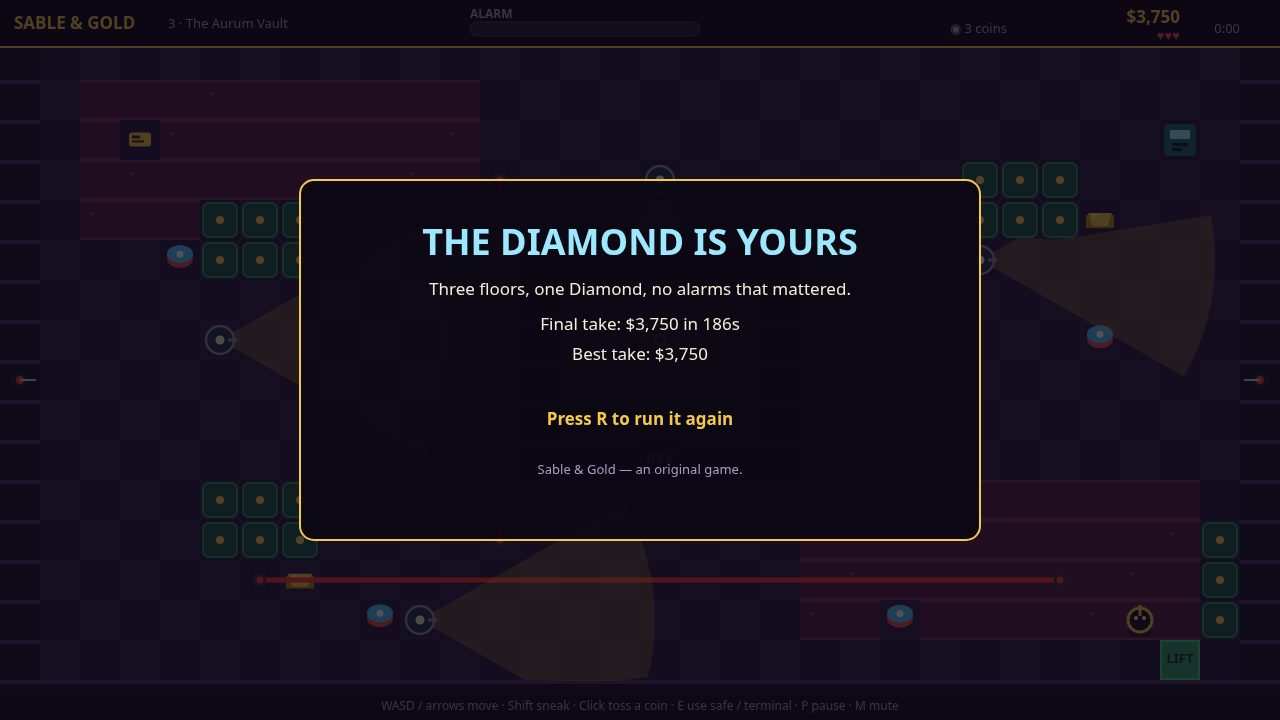 SABLE & GOLD
3 · The Aurum Vault
ALARM
◉ 3 coins
$3,750
♥♥♥
0:00
THE DIAMOND IS YOURS
Three floors, one Diamond, no alarms that mattered.
Final take: $3,750 in 186s
Best take: $3,750
Press R to run it again
KEY
Sable & Gold — an original game.
LIFT
WASD / arrows move · Shift sneak · Click toss a coin · E use safe / terminal · P pause · M mute